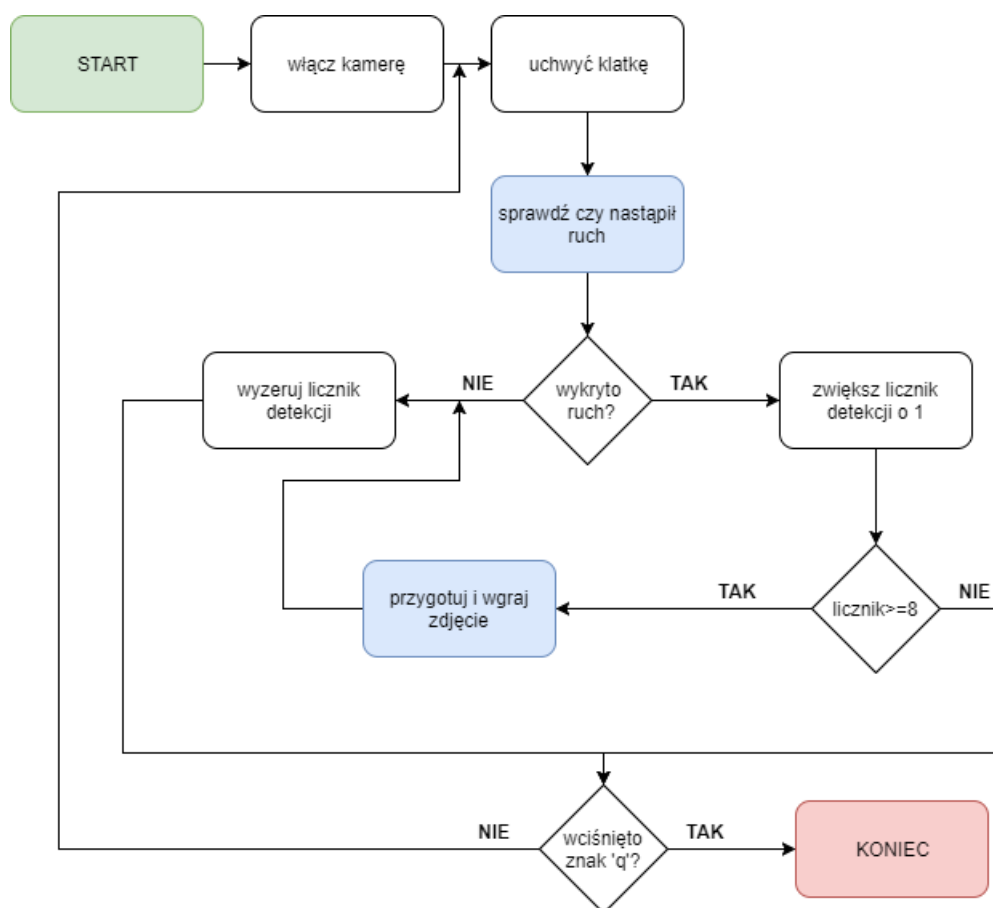 START
włącz kamerę
uchwyć klatkę
sprawdź czy nastąpił
ruch
wyzeruj licznik
detekcji
NIE
wykryto
ruch?
TAK
zwiększ licznik
detekcji o 1
przygotuj i wgraj
zdjęcie
TAK
licznik>=8
NIE
NIE
wciśnięto
znak 'q'?
TAK
KONIEC